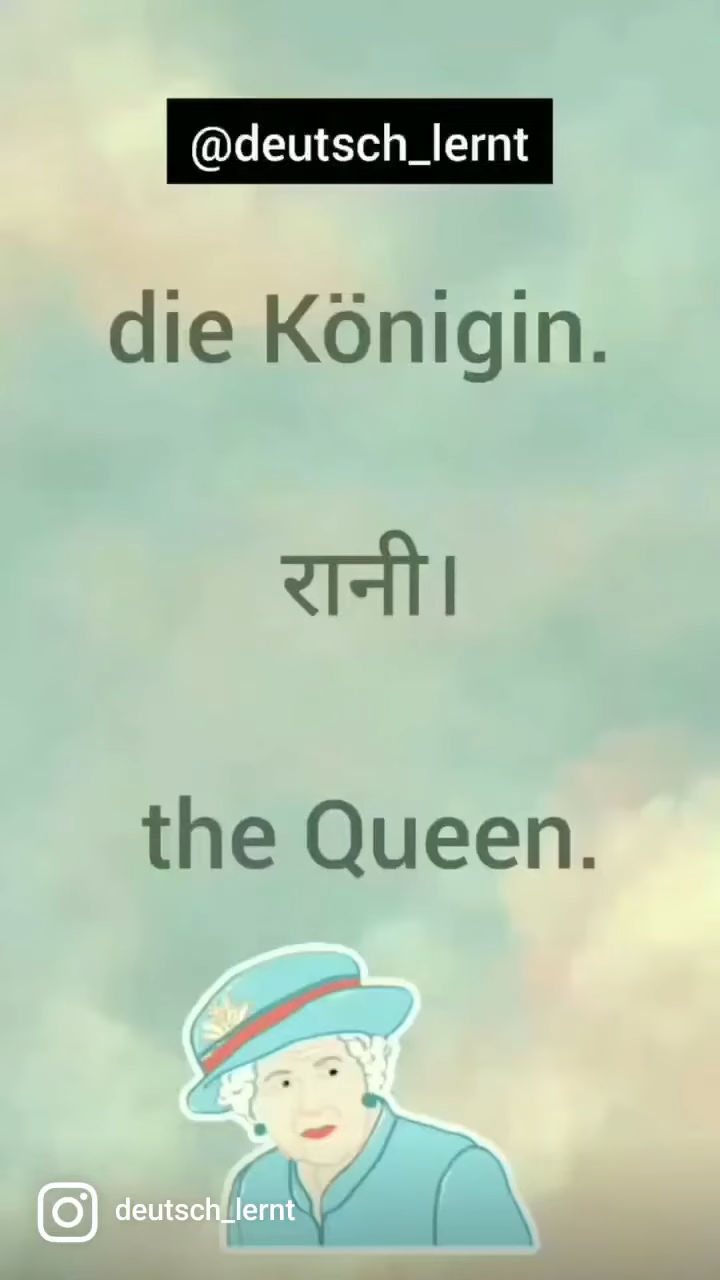 @deutsch_lernt
die Königin.
रानी।
the Queen.
deutsch_lernt